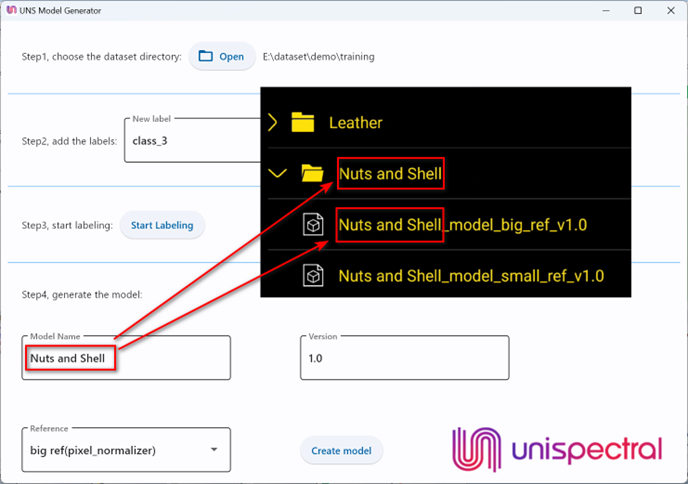 UNS Model Generator
Step1, choose the dataset directory: Open E:\dataset\demo\training
New label
Step2, add the labels: class_3
Leather
Nuts and Shell
Step3, start labeling: Start Labeling
Nuts and Shell_model_big_ref_v1.0
Nuts and Shell_model_small_ref_v1.0
Step4, generate the model:
Model Name Version
Nuts and Shell 1.0
Reference
big ref(pixel_normalizer) Create model
unispectral